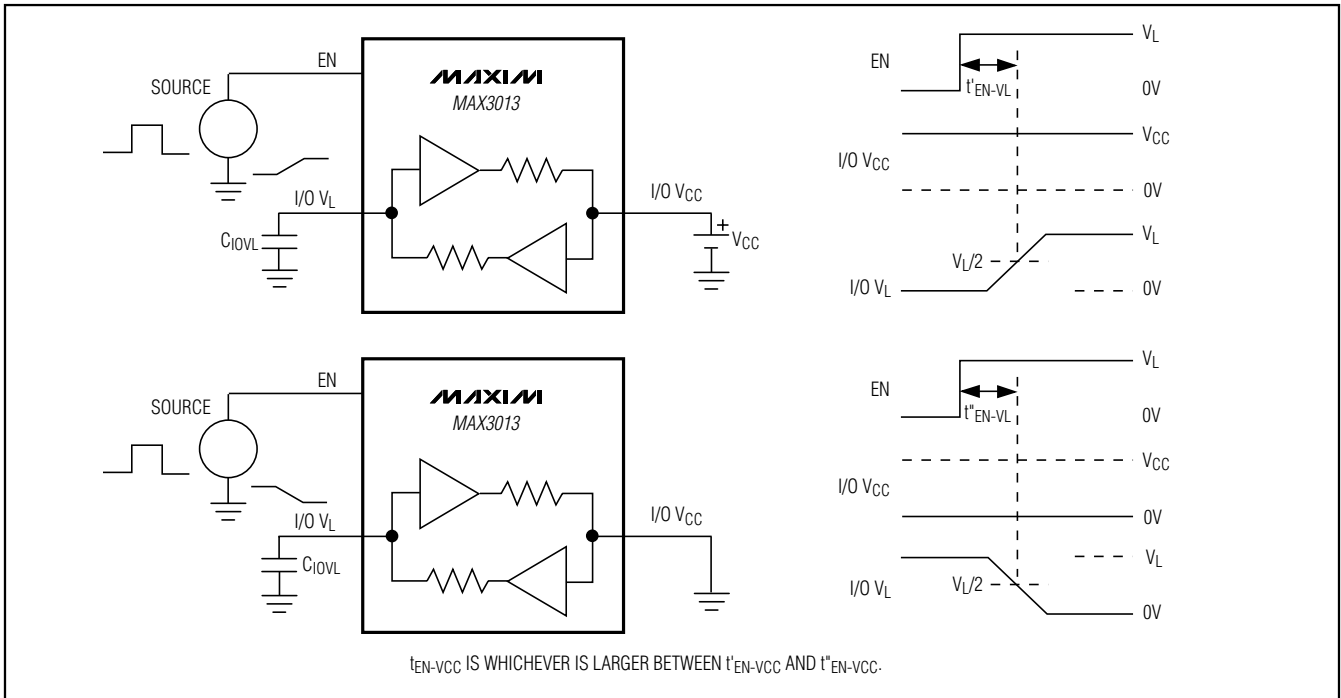 EN
SOURCE
MAXIM
MAX3013
I/O VL
CIOVL
I/O VCC
+
VCC
EN
t'EN-VL
VL
0V
I/O VCC
VCC
0V
I/O VL
VL/2
VL
0V
EN
SOURCE
MAXIM
MAX3013
I/O VL
CIOVL
I/O VCC
EN
t"EN-VL
VL
0V
I/O VCC
VCC
0V
I/O VL
VL/2
VL
0V
tEN-VCC IS WHICHEVER IS LARGER BETWEEN t'EN-VCC AND t"EN-VCC.